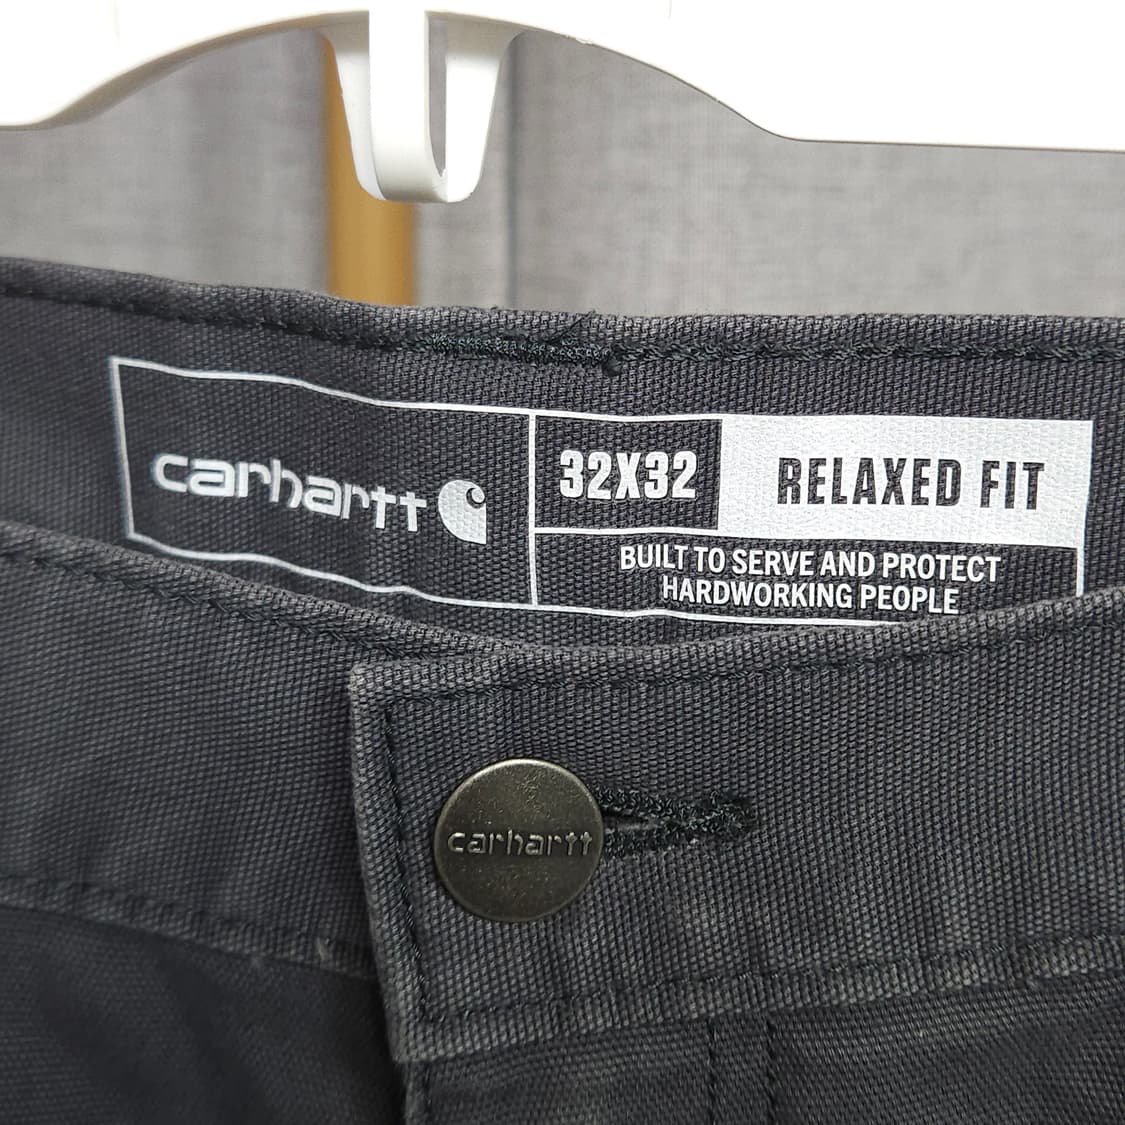 carhartt
32X32
RELAXED FIT
BUILT TO SERVE AND PROTECT
HARDWORKING PEOPLE
carhartt